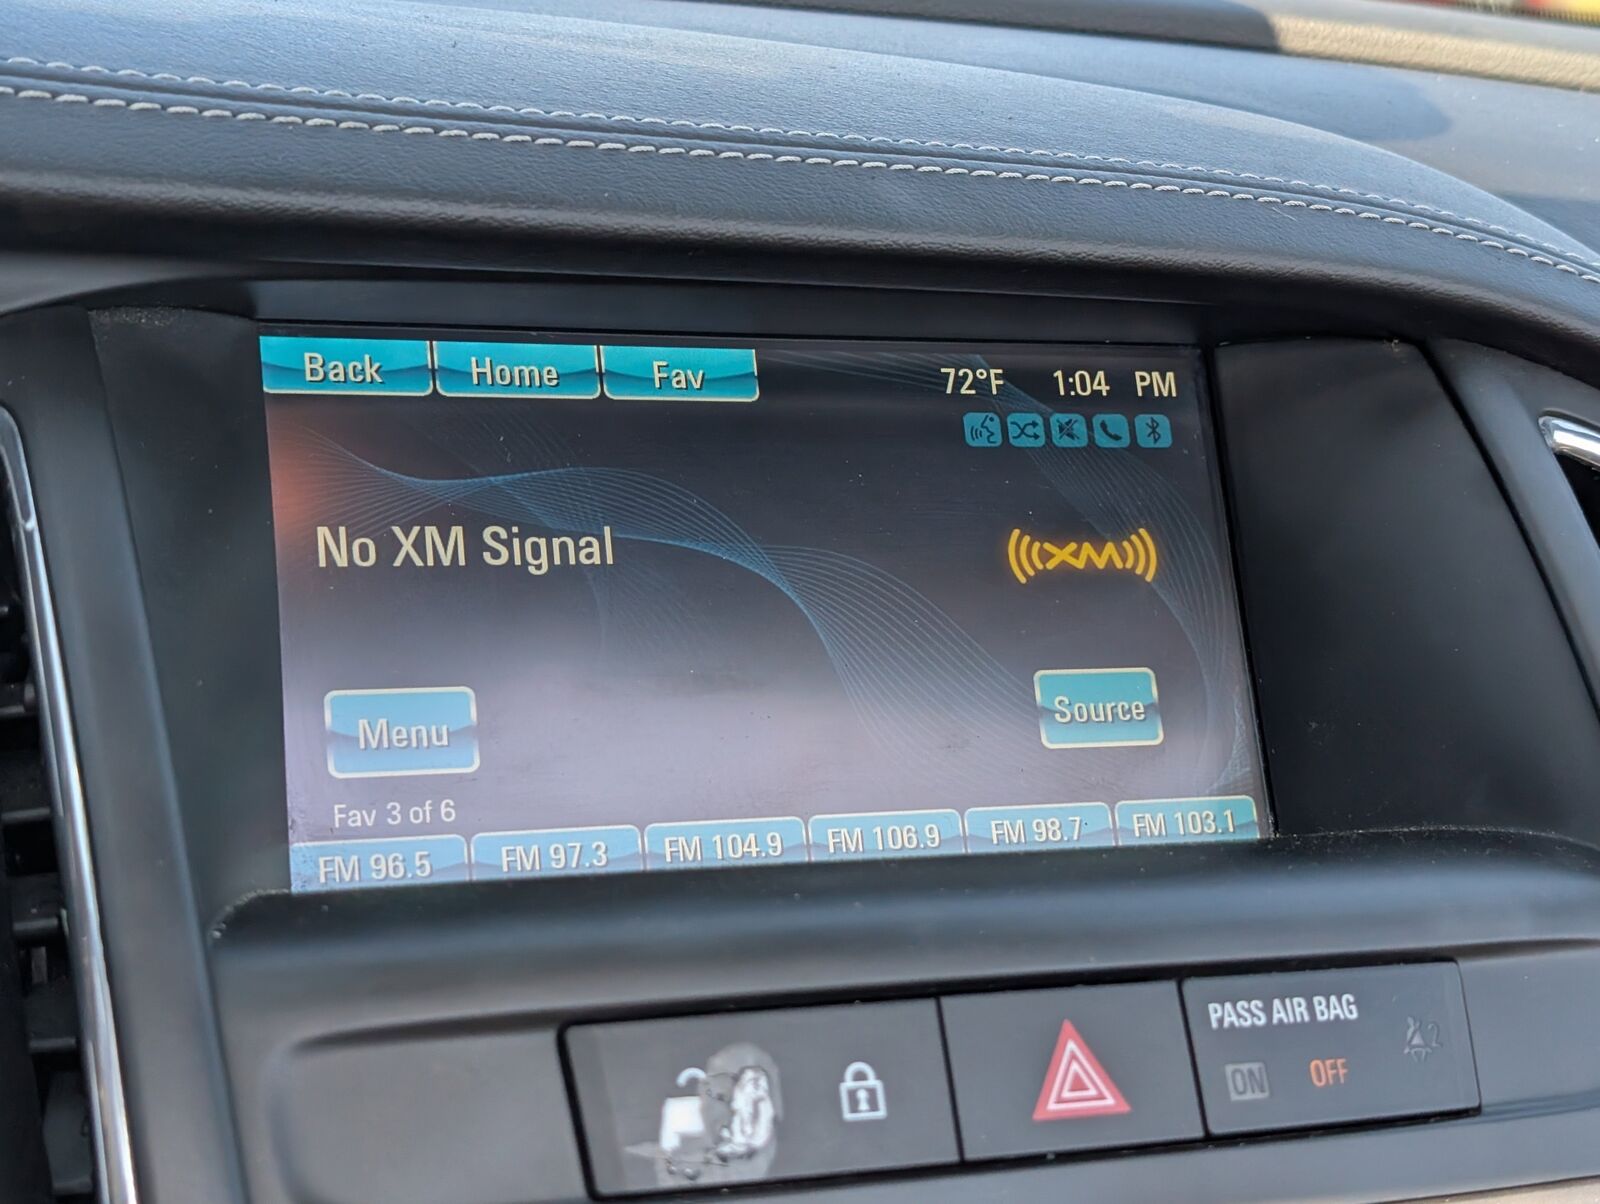 Back Home Fav 72°F 1:04 PM
No XM Signal
XM
Menu
Source
Fav 3 of 6
FM 96.5 FM 97.3 FM 104.9 FM 106.9 FM 98.7 FM 103.1
PASS AIR BAG
ON OFF
2